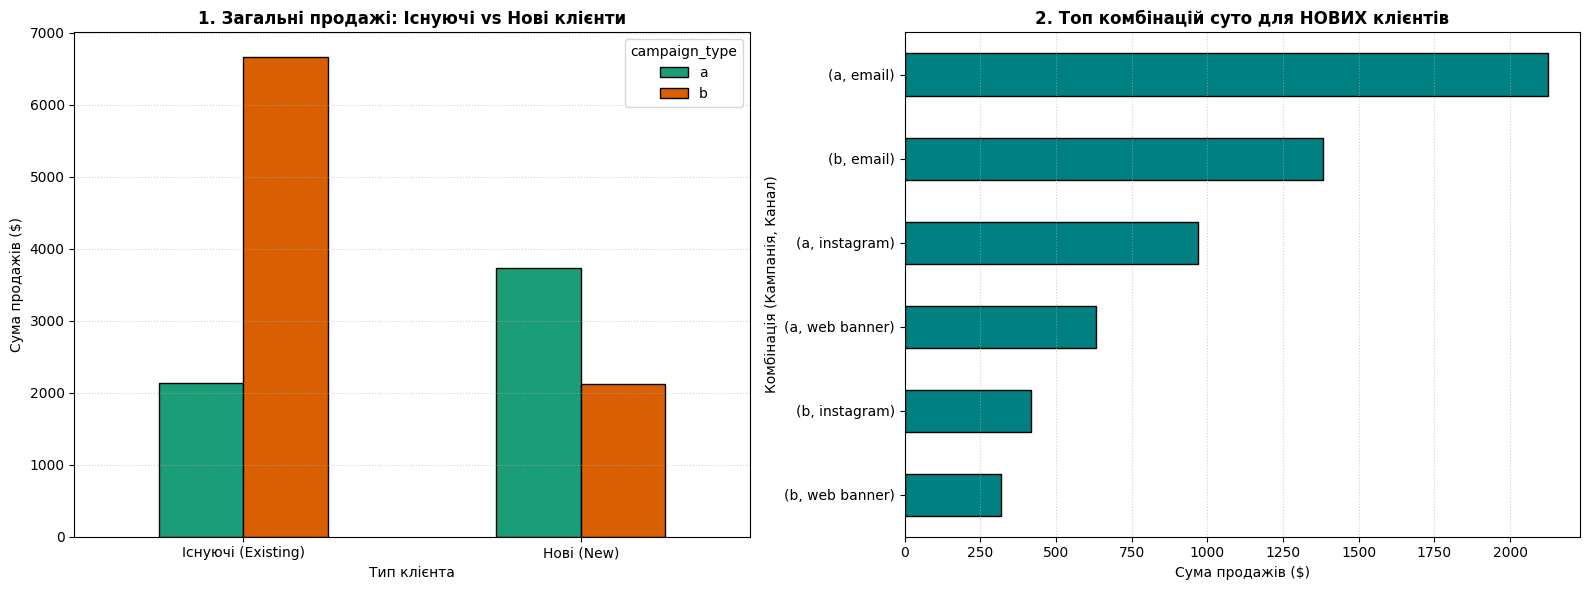 1. Загальні продажі: Існуючі vs Нові клієнти
campaign_type
a
b
7000
6000
5000
4000
3000
2000
1000
0
Сума продажів ($)
Існуючі (Existing)
Нові (New)
Тип клієнта
2. Топ комбінацій суто для НОВИХ клієнтів
Комбінація (Кампанія, Канал)
(a, email)
(b, email)
(a, instagram)
(a, web banner)
(b, instagram)
(b, web banner)
0
250
500
750
1000
1250
1500
1750
2000
Сума продажів ($)